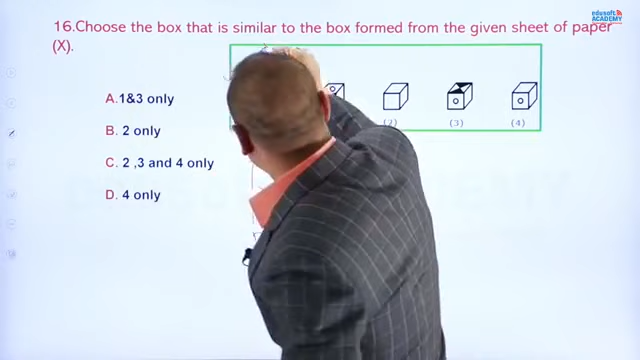 edusoft
ACADEMY
16.Choose the box that is similar to the box formed from the given sheet of paper
(X).
A.1&3 only
B. 2 only
C. 2 ,3 and 4 only
D. 4 only
(2)
(3)
(4)